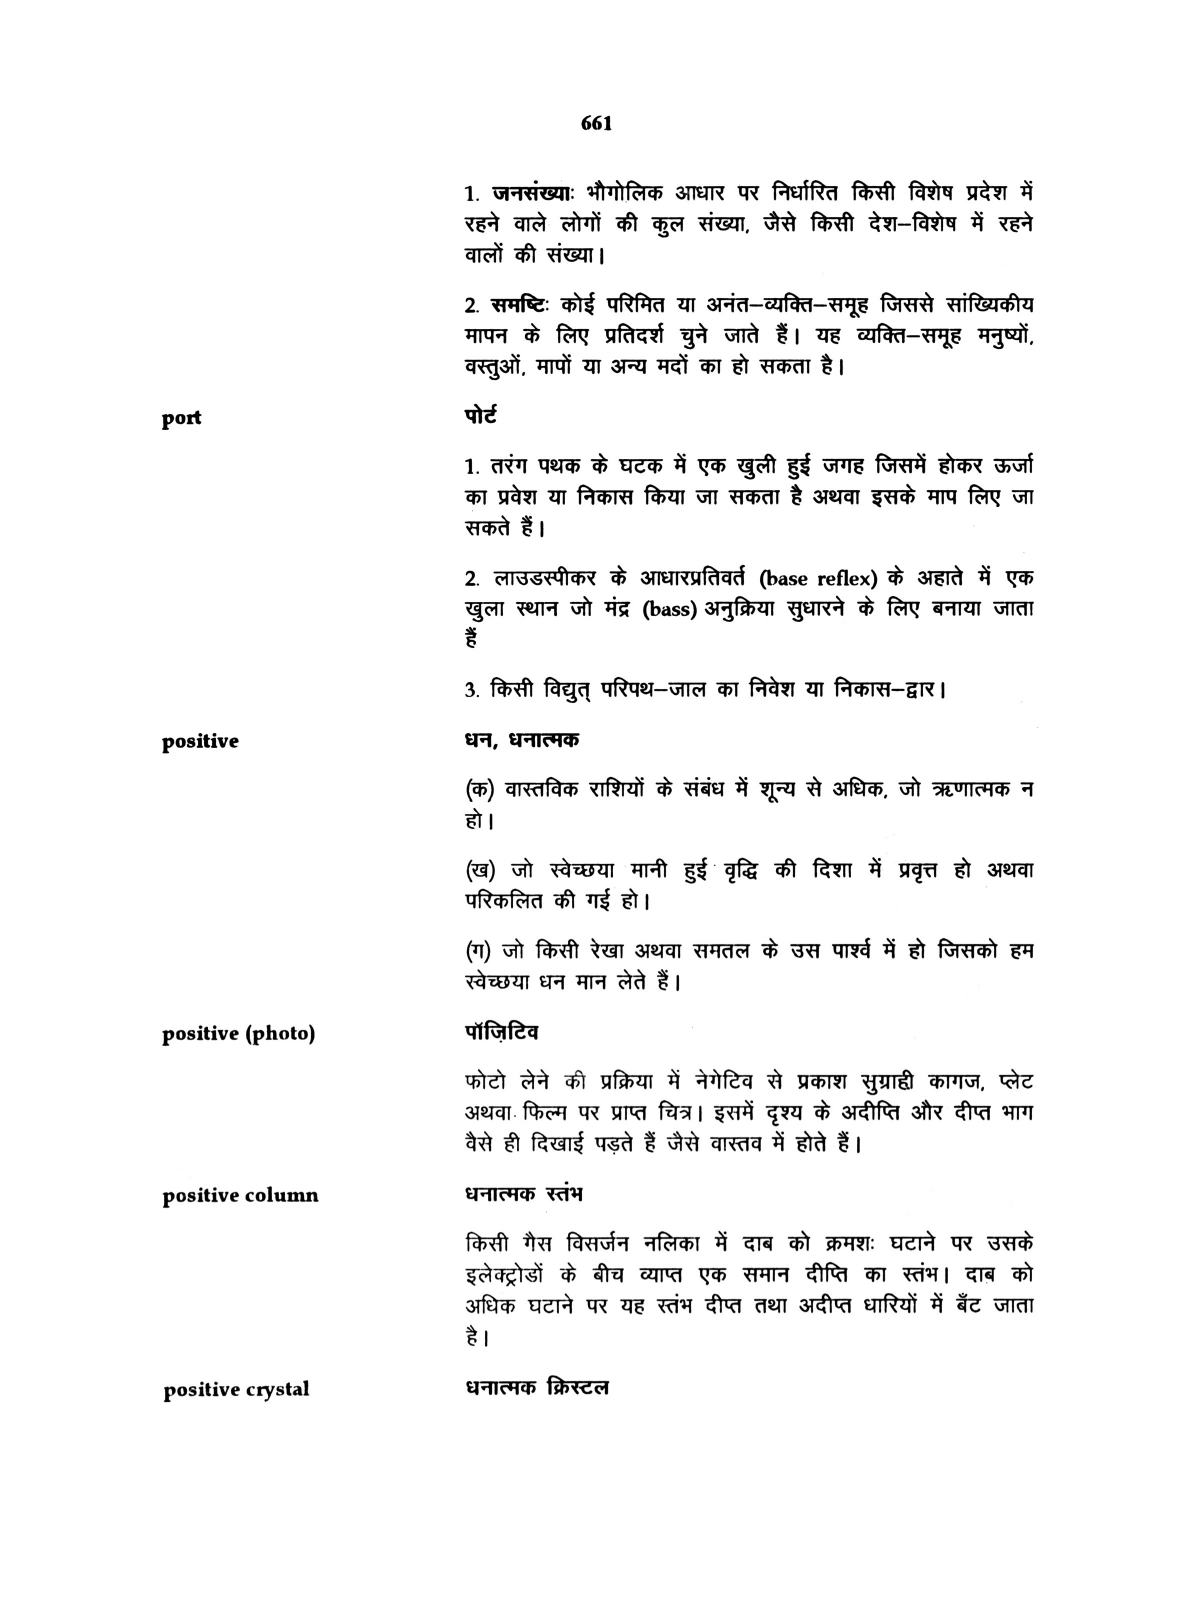 661
1. जनसंख्याः भौगोलिक आधार पर निर्धारित किसी विशेष प्रदेश में
रहने वाले लोगों की कुल संख्या, जैसे किसी देश–विशेष में रहने
वालों की संख्या।
2. समष्टिः कोई परिमित या अनंत–व्यक्ति–समूह जिससे सांख्यिकीय
मापन के लिए प्रतिदर्श चुने जाते हैं। यह व्यक्ति–समूह मनुष्यों,
वस्तुओं, मापों या अन्य मदों का हो सकता है।
port पोर्ट
1. तरंग पथक के घटक में एक खुली हुई जगह जिसमें होकर ऊर्जा
का प्रवेश या निकास किया जा सकता है अथवा इसके माप लिए जा
सकते हैं।
2. लाउडस्पीकर के आधारप्रतिवर्त (base reflex) के अहाते में एक
खुला स्थान जो मंद्र (bass) अनुक्रिया सुधारने के लिए बनाया जाता
हैं
3. किसी विद्युत् परिपथ–जाल का निवेश या निकास–द्वार।
positive धन, धनात्मक
(क) वास्तविक राशियों के संबंध में शून्य से अधिक, जो ऋणात्मक न
हो।
(ख) जो स्वेच्छया मानी हुई वृद्धि की दिशा में प्रवृत्त हो अथवा
परिकलित की गई हो।
(ग) जो किसी रेखा अथवा समतल के उस पार्श्व में हो जिसको हम
स्वेच्छया धन मान लेते हैं।
positive (photo) पॉज़िटिव
फोटो लेने की प्रक्रिया में नेगेटिव से प्रकाश सुग्राही कागज, प्लेट
अथवा फिल्म पर प्राप्त चित्र। इसमें दृश्य के अदीप्ति और दीप्त भाग
वैसे ही दिखाई पड़ते हैं जैसे वास्तव में होते हैं।
positive column धनात्मक स्तंभ
किसी गैस विसर्जन नलिका में दाब को क्रमशः घटाने पर उसके
इलेक्ट्रोडों के बीच व्याप्त एक समान दीप्ति का स्तंभ। दाब को
अधिक घटाने पर यह स्तंभ दीप्त तथा अदीप्त धारियों में बँट जाता
है।
positive crystal धनात्मक क्रिस्टल